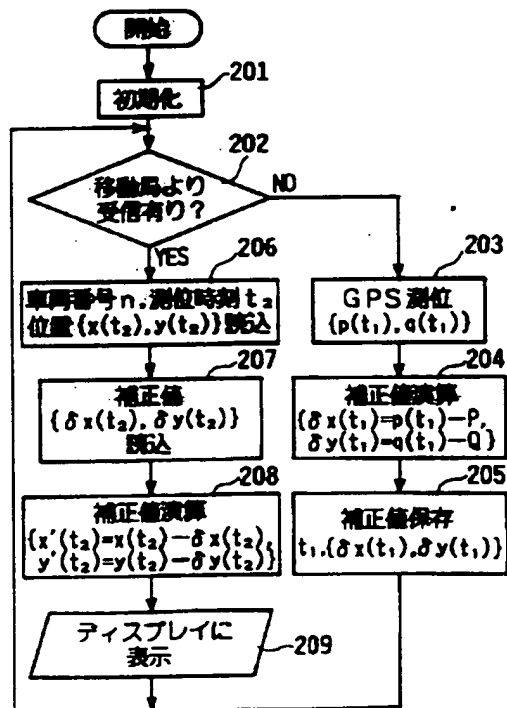 開始
201
初期化
202
移動局より
受信有り?
NO
YES
206
車両番号n,測位時刻t₂
位置{x(t₂),y(t₂)}読込
203
GPS測位
{p(t₁),q(t₁)}
207
補正値
{δx(t₂),δy(t₂)}
読込
204
補正値演算
{δx(t₁)=p(t₁)−P,
δy(t₁)=q(t₁)−Q}
208
補正値演算
{x′(t₂)=x(t₂)−δx(t₂),
y′(t₂)=y(t₂)−δy(t₂)}
205
補正値保存
t₁,{δx(t₁),δy(t₁)}
ディスプレイに
表示
209